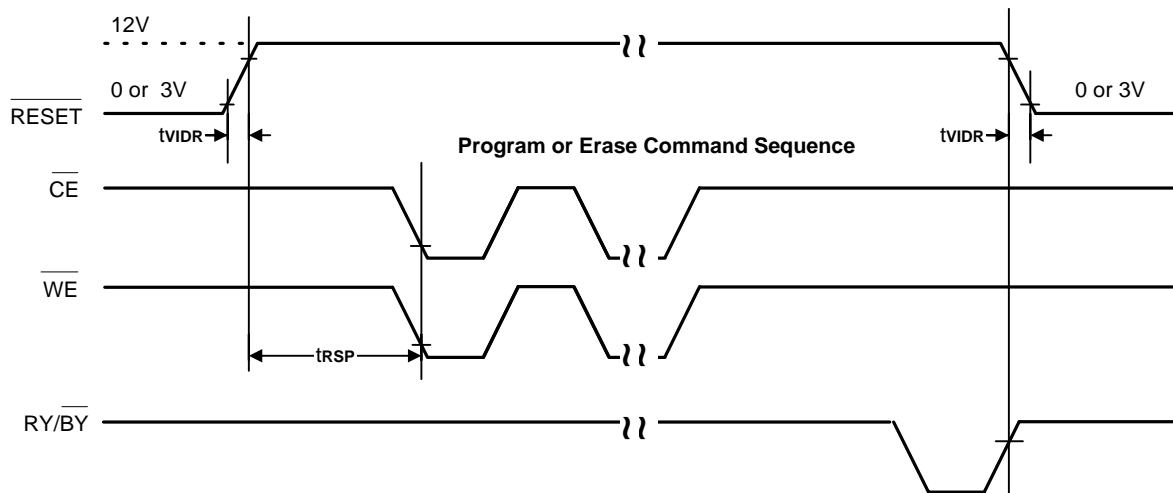 12V
0 or 3V
0 or 3V
RESET
tVIDR
tVIDR
Program or Erase Command Sequence
CE
WE
tRSP
RY/BY